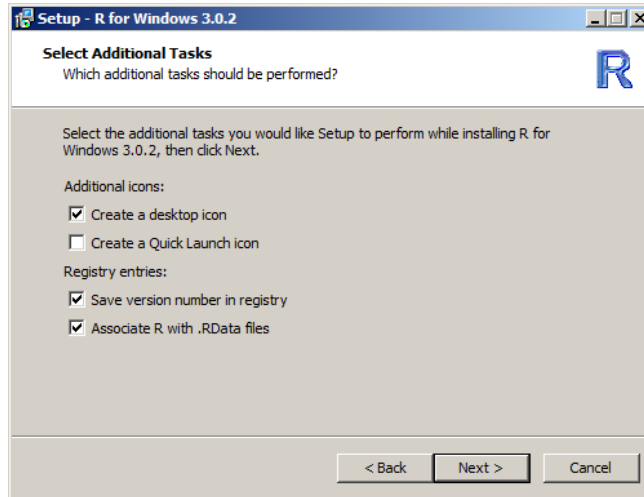 Setup - R for Windows 3.0.2
Select Additional Tasks
Which additional tasks should be performed?
R
Select the additional tasks you would like Setup to perform while installing R for
Windows 3.0.2, then click Next.
Additional icons:
Create a desktop icon
Create a Quick Launch icon
Registry entries:
Save version number in registry
Associate R with .RData files
< Back
Next >
Cancel